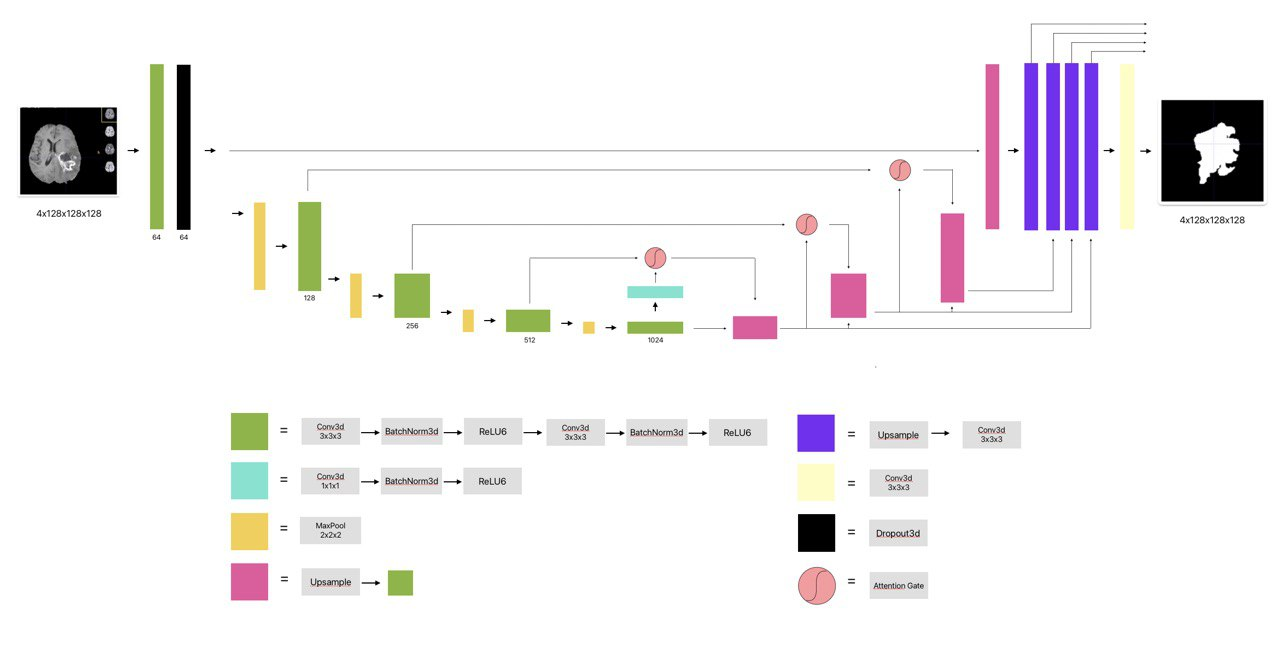 4x128x128x128
64
64
128
256
512
1024
4x128x128x128
=
Conv3d
3x3x3
BatchNorm3d
ReLU6
Conv3d
3x3x3
BatchNorm3d
ReLU6
=
Conv3d
1x1x1
BatchNorm3d
ReLU6
=
MaxPool
2x2x2
=
Upsample
=
Upsample
Conv3d
3x3x3
=
Conv3d
3x3x3
=
Dropout3d
=
Attention Gate